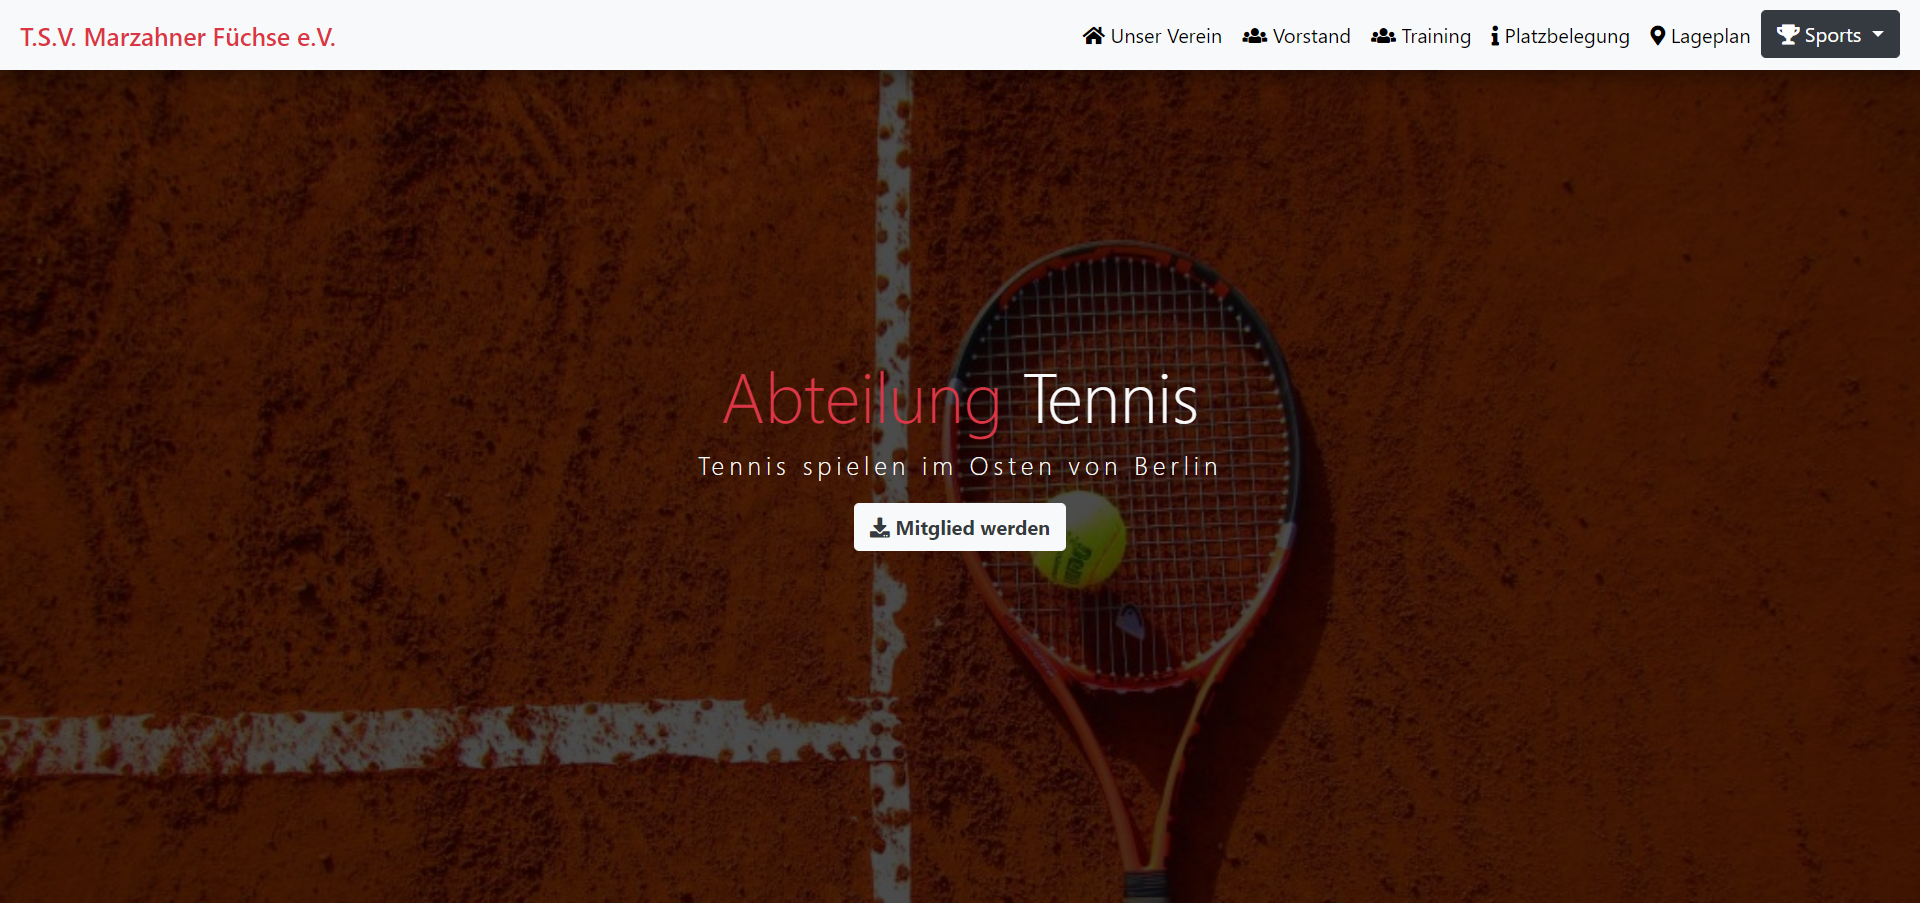 T.S.V. Marzahner Füchse e.V.
Unser Verein
Vorstand
Training
Platzbelegung
Lageplan
Sports
Abteilung Tennis
Tennis spielen im Osten von Berlin
Mitglied werden